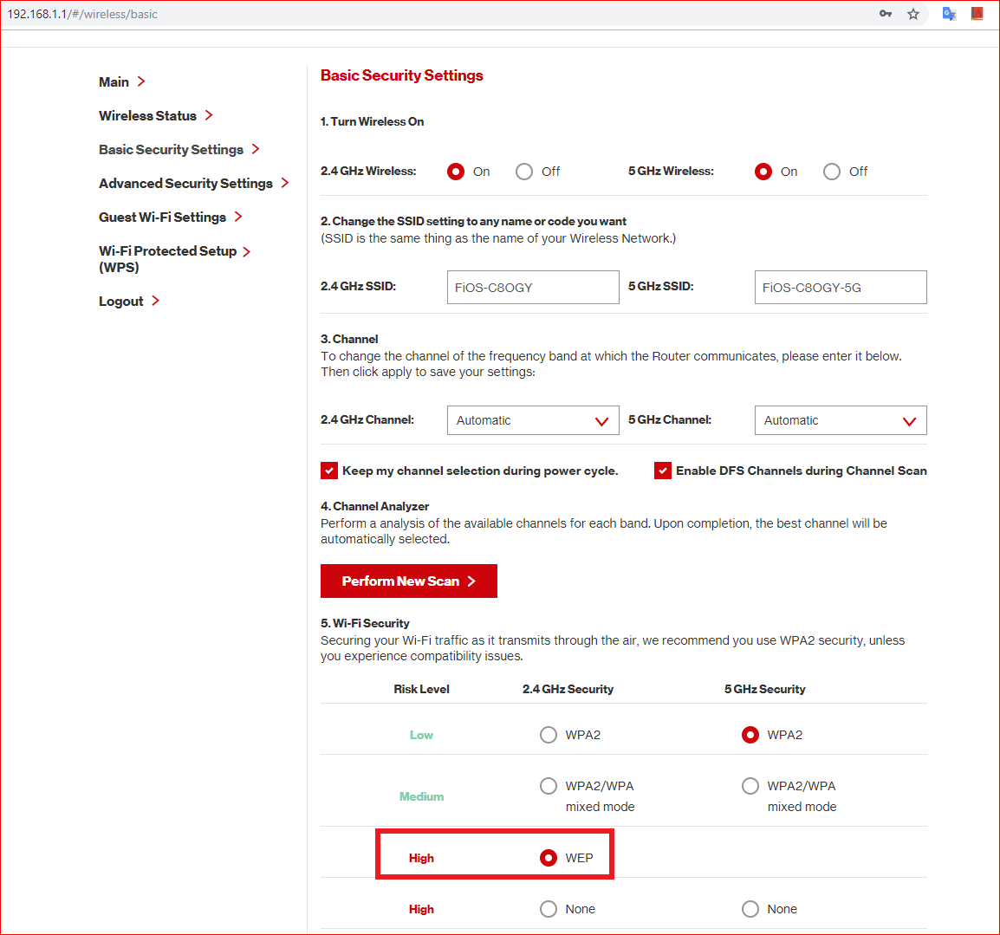 192.168.1.1/#/wireless/basic
Main
Wireless Status
Basic Security Settings
Advanced Security Settings
Guest Wi-Fi Settings
Wi-Fi Protected Setup
(WPS)
Logout
Basic Security Settings
1. Turn Wireless On
2.4 GHz Wireless: On Off 5 GHz Wireless: On Off
2. Change the SSID setting to any name or code you want
(SSID is the same thing as the name of your Wireless Network.)
2.4 GHz SSID: FiOS-C8OGY 5 GHz SSID: FiOS-C8OGY-5G
3. Channel
To change the channel of the frequency band at which the Router communicates, please enter it below.
Then click apply to save your settings:
2.4 GHz Channel: Automatic 5 GHz Channel: Automatic
Keep my channel selection during power cycle. Enable DFS Channels during Channel Scan
4. Channel Analyzer
Perform a analysis of the available channels for each band. Upon completion, the best channel will be
automatically selected.
Perform New Scan
5. Wi-Fi Security
Securing your Wi-Fi traffic as it transmits through the air, we recommend you use WPA2 security, unless
you experience compatibility issues.
Risk Level 2.4 GHz Security 5 GHz Security
Low WPA2 WPA2
Medium WPA2/WPA mixed mode WPA2/WPA mixed mode
High WEP
High None None